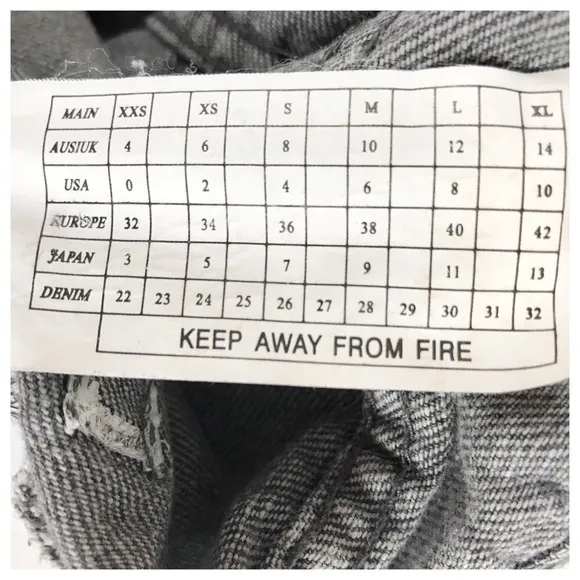 MAIN XXS XS S M L XL
AUS|UK 4 6 8 10 12 14
USA 0 2 4 6 8 10
EUROPE 32 34 36 38 40 42
JAPAN 3 5 7 9 11 13
DENIM 22 23 24 25 26 27 28 29 30 31 32
KEEP AWAY FROM FIRE